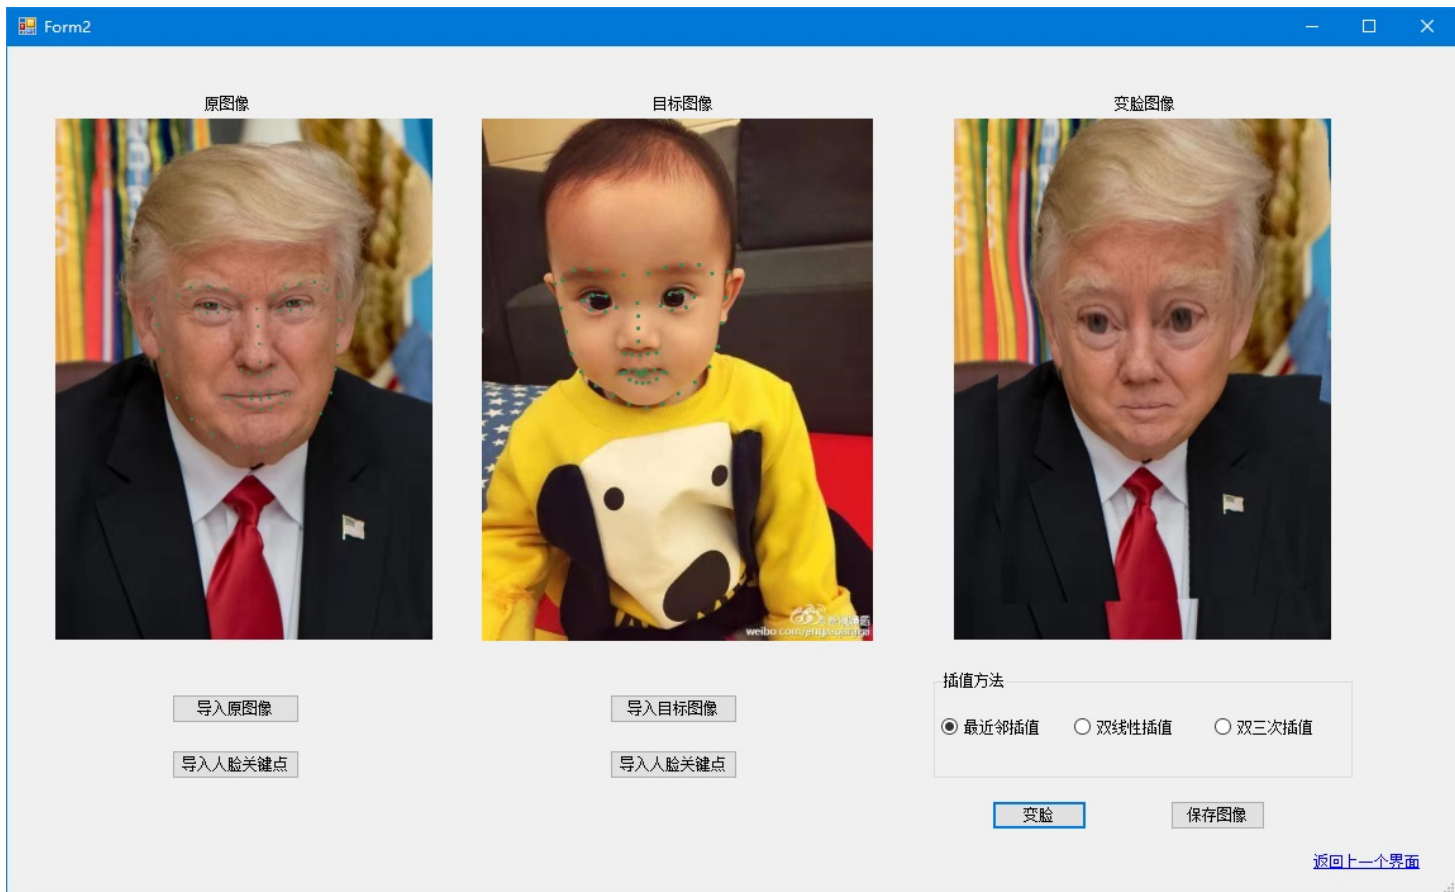 Form2
原图像
目标图像
变脸图像
导入原图像
导入目标图像
导入人脸关键点
导入人脸关键点
插值方法
最近邻插值
双线性插值
双三次插值
变脸
保存图像
返回上一个界面